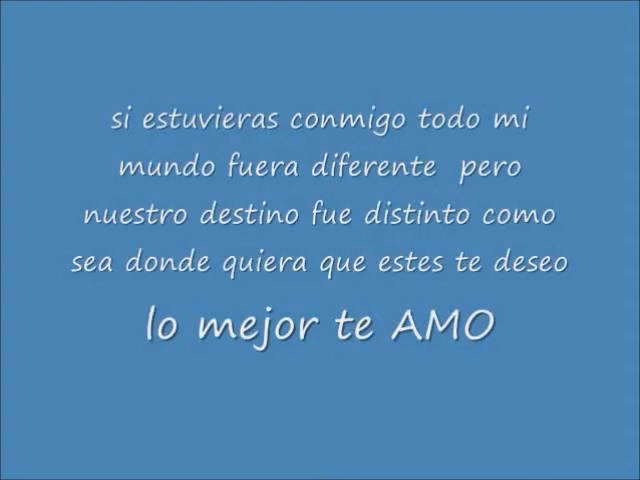 si estuvieras conmigo todo mi
mundo fuera diferente pero
nuestro destino fue distinto como
sea donde quiera que estes te deseo
lo mejor te AMO